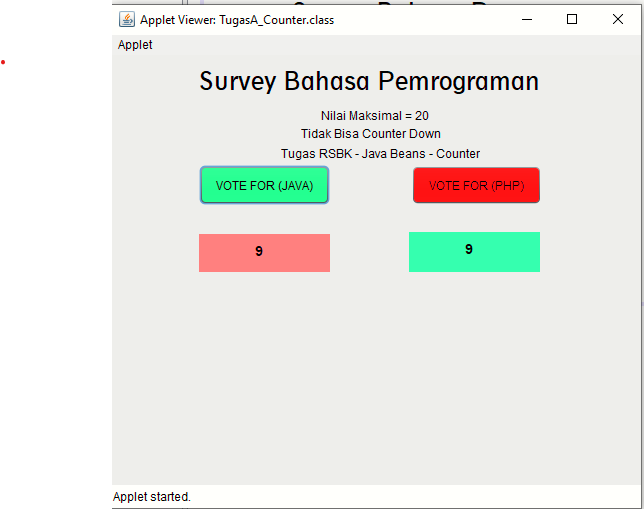 Applet Viewer: TugasA_Counter.class
Applet
Survey Bahasa Pemrograman
Nilai Maksimal = 20
Tidak Bisa Counter Down
Tugas RSBK - Java Beans - Counter
VOTE FOR (JAVA) VOTE FOR (PHP)
9 9
Applet started.